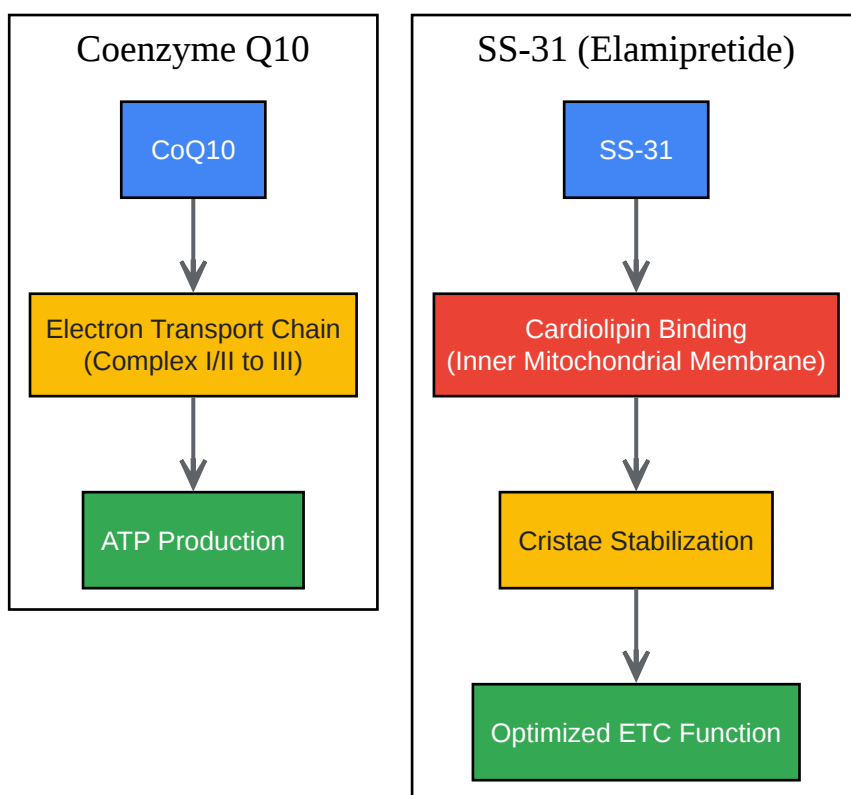 Coenzyme Q10
CoQ10
Electron Transport Chain
(Complex I/II to III)
ATP Production
SS-31 (Elamipretide)
SS-31
Cardiolipin Binding
(Inner Mitochondrial Membrane)
Cristae Stabilization
Optimized ETC Function